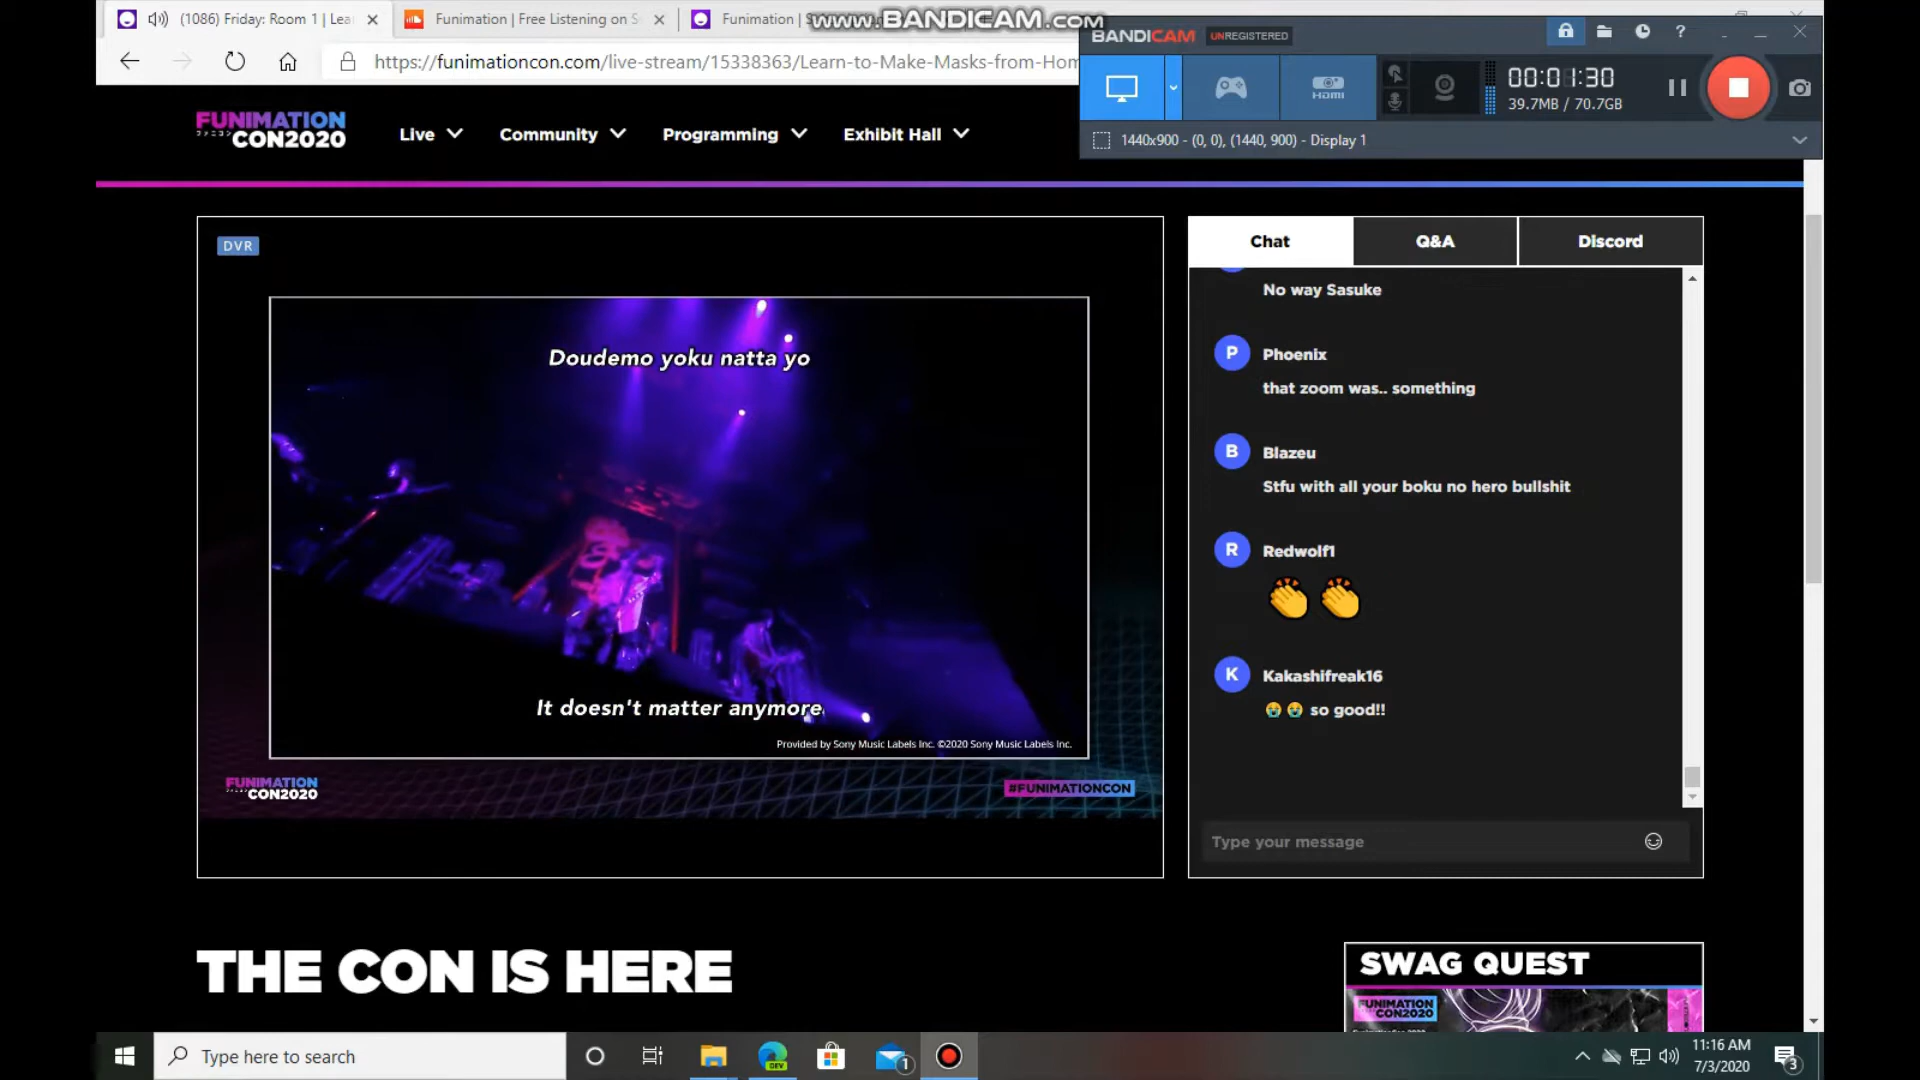 (1086) Friday: Room 1 | Lea
Funimation | Free Listening on S
Funimation | S
www.BANDICAM.com
https://funimationcon.com/live-stream/15338363/Learn-to-Make-Masks-from-Hom
BANDICAM
UNREGISTERED
HDMI
00:01:30
39.7MB / 70.7GB
1440x900 - (0, 0), (1440, 900) - Display 1
FUNIMATION
CON2020
Live
Community
Programming
Exhibit Hall
DVR
Doudemo yoku natta yo
It doesn't matter anymore
Provided by Sony Music Labels Inc. ©2020 Sony Music Labels Inc.
FUNIMATION
CON2020
#FUNIMATIONCON
Chat
Q&A
Discord
No way Sasuke
P
Phoenix
that zoom was.. something
B
Blazeu
Stfu with all your boku no hero bullshit
R
Redwolf1
👏 👏
K
Kakashifreak16
😭 😭 so good!!
Type your message
THE CON IS HERE
SWAG QUEST
FUNIMATION
CON2020
Type here to search
DEV
1
11:16 AM
7/3/2020
3